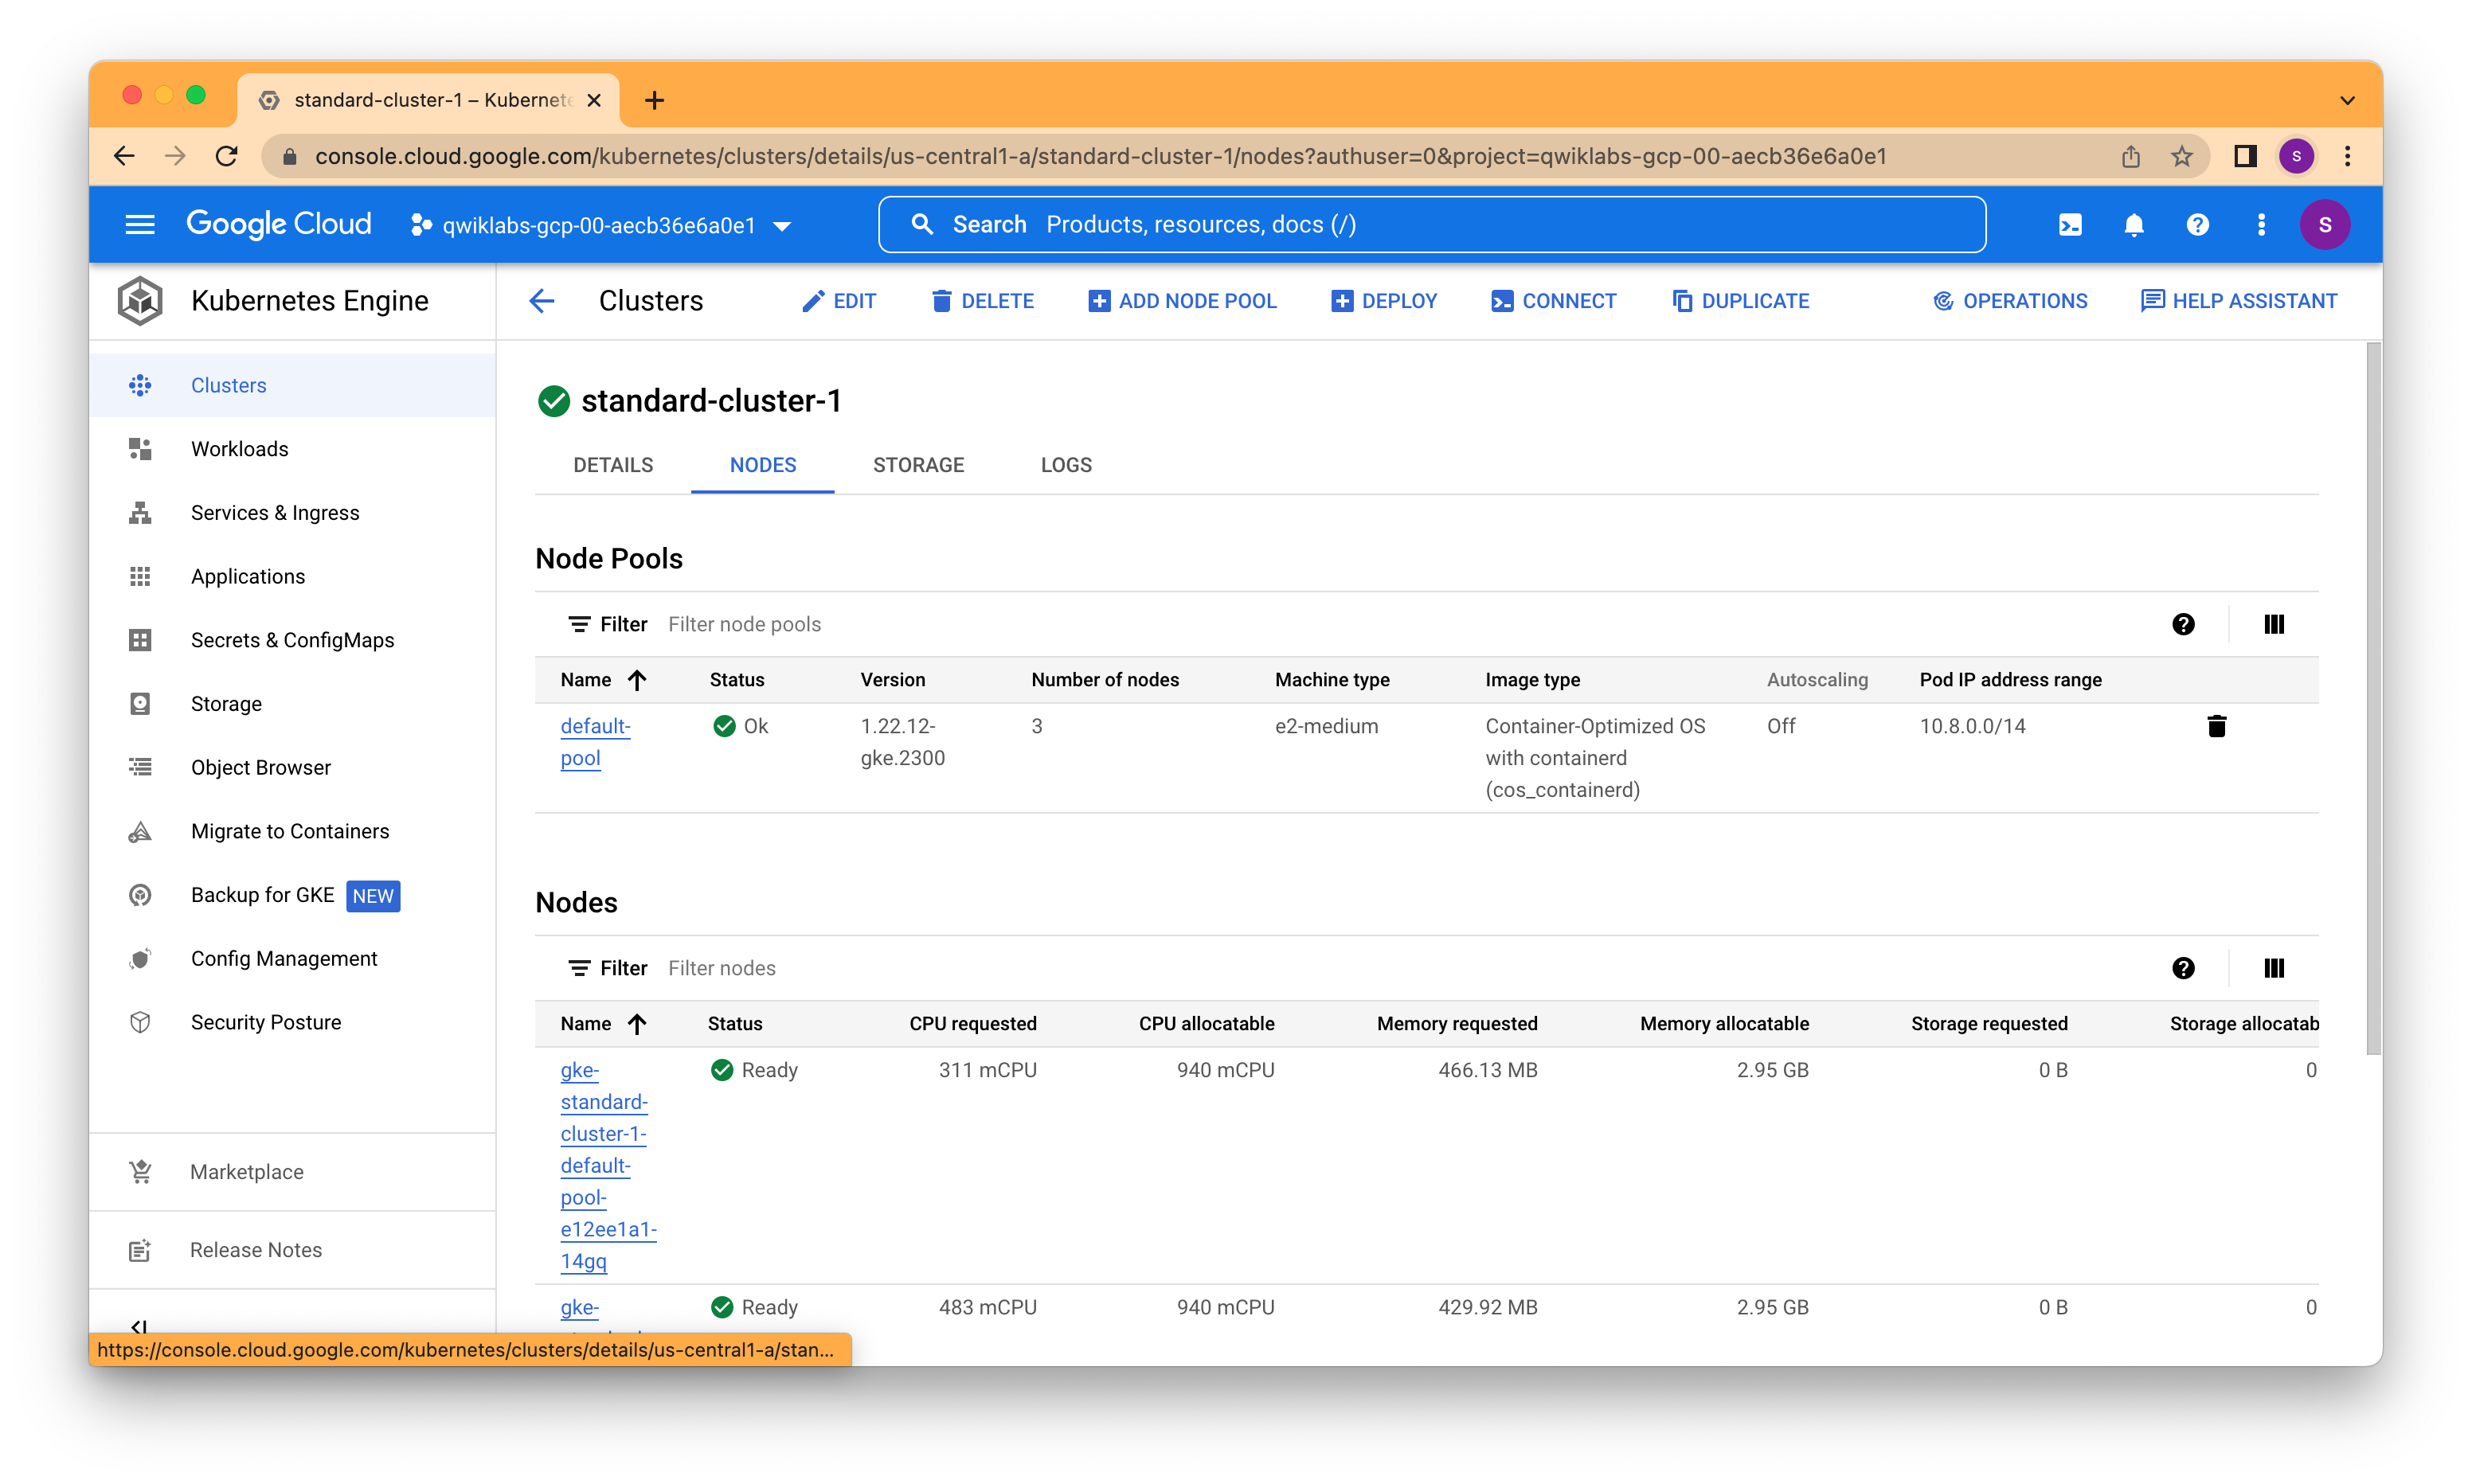 standard-cluster-1 – Kubernete
console.cloud.google.com/kubernetes/clusters/details/us-central1-a/standard-cluster-1/nodes?authuser=0&project=qwiklabs-gcp-00-aecb36e6a0e1
S
Google Cloud
qwiklabs-gcp-00-aecb36e6a0e1
Search Products, resources, docs (/)
S
Kubernetes Engine
Clusters
EDIT
DELETE
ADD NODE POOL
DEPLOY
CONNECT
DUPLICATE
OPERATIONS
HELP ASSISTANT
Clusters
Workloads
Services & Ingress
Applications
Secrets & ConfigMaps
Storage
Object Browser
Migrate to Containers
Backup for GKE NEW
Config Management
Security Posture
Marketplace
Release Notes
standard-cluster-1
DETAILS NODES STORAGE LOGS
Node Pools
Filter Filter node pools
Name Status Version Number of nodes Machine type Image type Autoscaling Pod IP address range
default-
pool
Ok
1.22.12-
gke.2300
3
e2-medium
Container-Optimized OS
with containerd
(cos_containerd)
Off
10.8.0.0/14
Nodes
Filter Filter nodes
Name Status CPU requested CPU allocatable Memory requested Memory allocatable Storage requested Storage allocatab
gke-
standard-
cluster-1-
default-
pool-
e12ee1a1-
14gq
Ready 311 mCPU 940 mCPU 466.13 MB 2.95 GB 0 B 0
gke-
Ready 483 mCPU 940 mCPU 429.92 MB 2.95 GB 0 B 0
https://console.cloud.google.com/kubernetes/clusters/details/us-central1-a/stan...